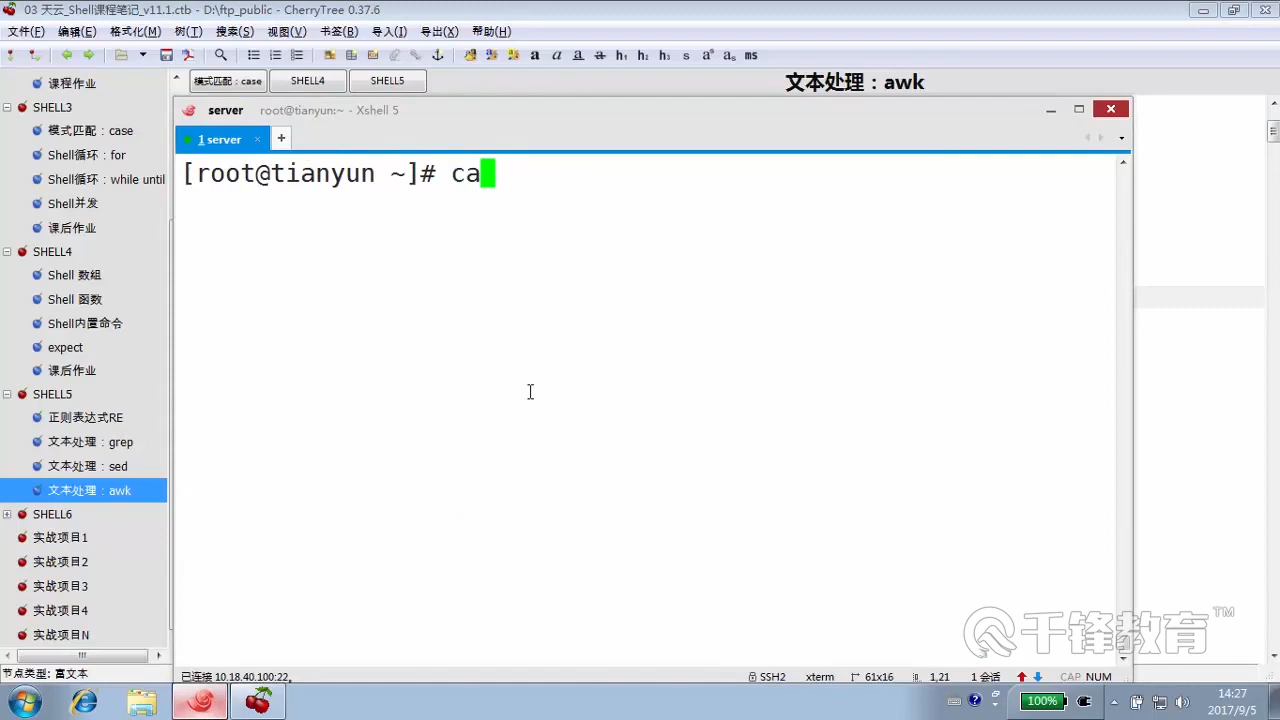 03 天云_Shell课程笔记_v11.1.ctb - D:\ftp_public - CherryTree 0.37.6
文件(F) 编辑(E) 格式化(M) 树(T) 搜索(S) 视图(V) 书签(B) 导入(I) 导出(X) 帮助(H)
a a a a h1 h2 h3 s aˢ aₛ ms
模式匹配：case SHELL4 SHELL5
文本处理：awk
课程作业
SHELL3
模式匹配：case
Shell循环：for
Shell循环：while until
Shell并发
课后作业
SHELL4
Shell 数组
Shell 函数
Shell内置命令
expect
课后作业
SHELL5
正则表达式RE
文本处理：grep
文本处理：sed
文本处理：awk
SHELL6
实战项目1
实战项目2
实战项目3
实战项目4
实战项目N
节点类型: 富文本
server root@tianyun:~ - Xshell 5
1 server × +
[root@tianyun ~]# ca
千锋教育™
已连接 10.18.40.100:22。 SSH2 xterm 61x16 1,21 1 会话 CAP NUM
100%
14:27
2017/9/5